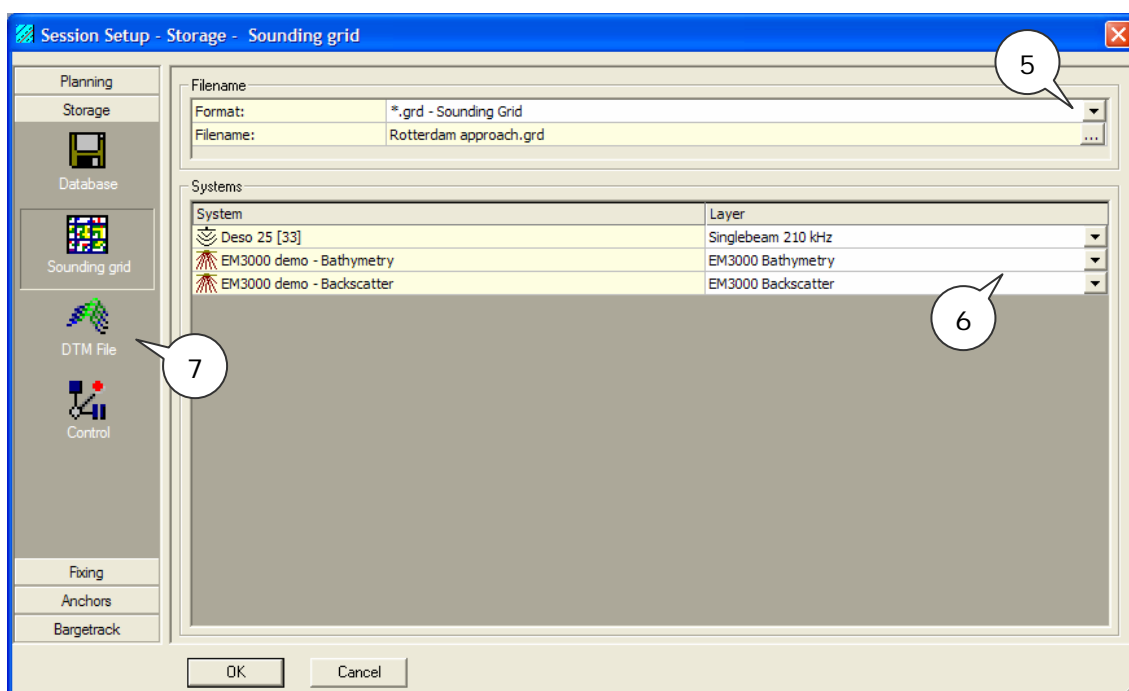 Session Setup - Storage - Sounding grid
5
Planning
Storage
Database
Sounding grid
DTM File
7
Control
Fixing
Anchors
Bargetrack
Filename
Format: *.grd - Sounding Grid
Filename: Rotterdam approach.grd ...
Systems
System Layer
Deso 25 [33] Singlebeam 210 kHz
EM3000 demo - Bathymetry EM3000 Bathymetry
EM3000 demo - Backscatter EM3000 Backscatter
6
OK Cancel